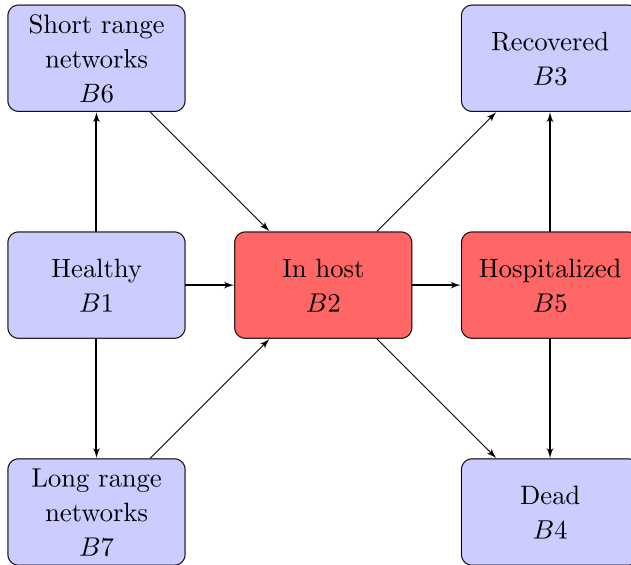 Short range
networks
B6
Recovered
B3
Healthy
B1
In host
B2
Hospitalized
B5
Long range
networks
B7
Dead
B4